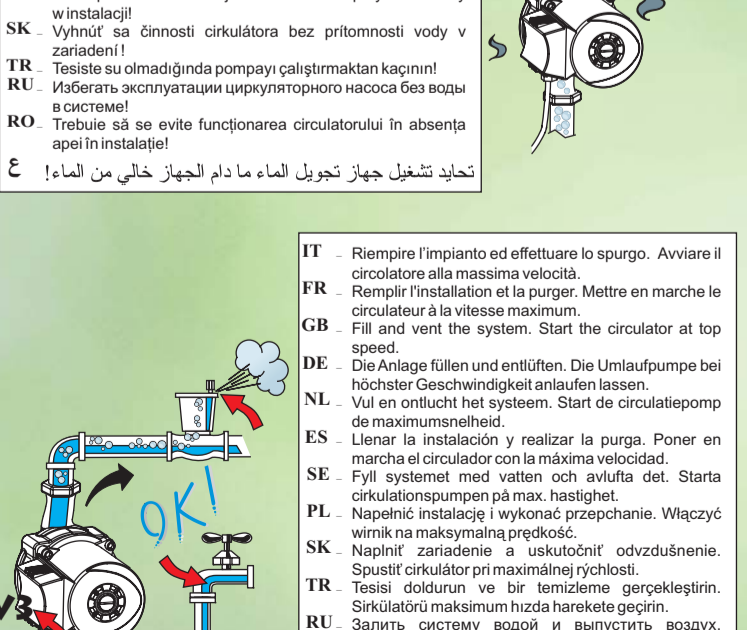 w instalacji!
SK – Vyhnúť sa činnosti cirkulátora bez prítomnosti vody v
zariadení !
TR – Tesiste su olmadığında pompayı çalıştırmaktan kaçının!
RU – Избегать эксплуатации циркуляторного насоса без воды
в системе!
RO – Trebuie să se evite funcționarea circulatorului în absența
apei în instalație!
ع تحايد تشغيل جهاز تجويل الماء ما دام الجهاز خالي من الماء!
IT – Riempire l'impianto ed effettuare lo spurgo. Avviare il
circolatore alla massima velocità.
FR – Remplir l'installation et la purger. Mettre en marche le
circulateur à la vitesse maximum.
GB – Fill and vent the system. Start the circulator at top
speed.
DE – Die Anlage füllen und entlüften. Die Umlaufpumpe bei
höchster Geschwindigkeit anlaufen lassen.
NL – Vul en ontlucht het systeem. Start de circulatiepomp
de maximumsnelheid.
ES – Llenar la instalación y realizar la purga. Poner en
marcha el circulador con la máxima velocidad.
SE – Fyll systemet med vatten och avlufta det. Starta
cirkulationspumpen på max. hastighet.
PL – Napełnić instalację i wykonać przepchanie. Włączyć
wirnik na maksymalną prędkość.
SK – Naplniť zariadenie a uskutočniť odvzdušnenie.
Spustiť cirkulátor pri maximálnej rýchlosti.
TR – Tesisi doldurun ve bir temizleme gerçekleştirin.
Sirkülatörü maksimum hızda harekete geçirin.
RU – Залить систему водой и выпустить воздух.
OK!
V3